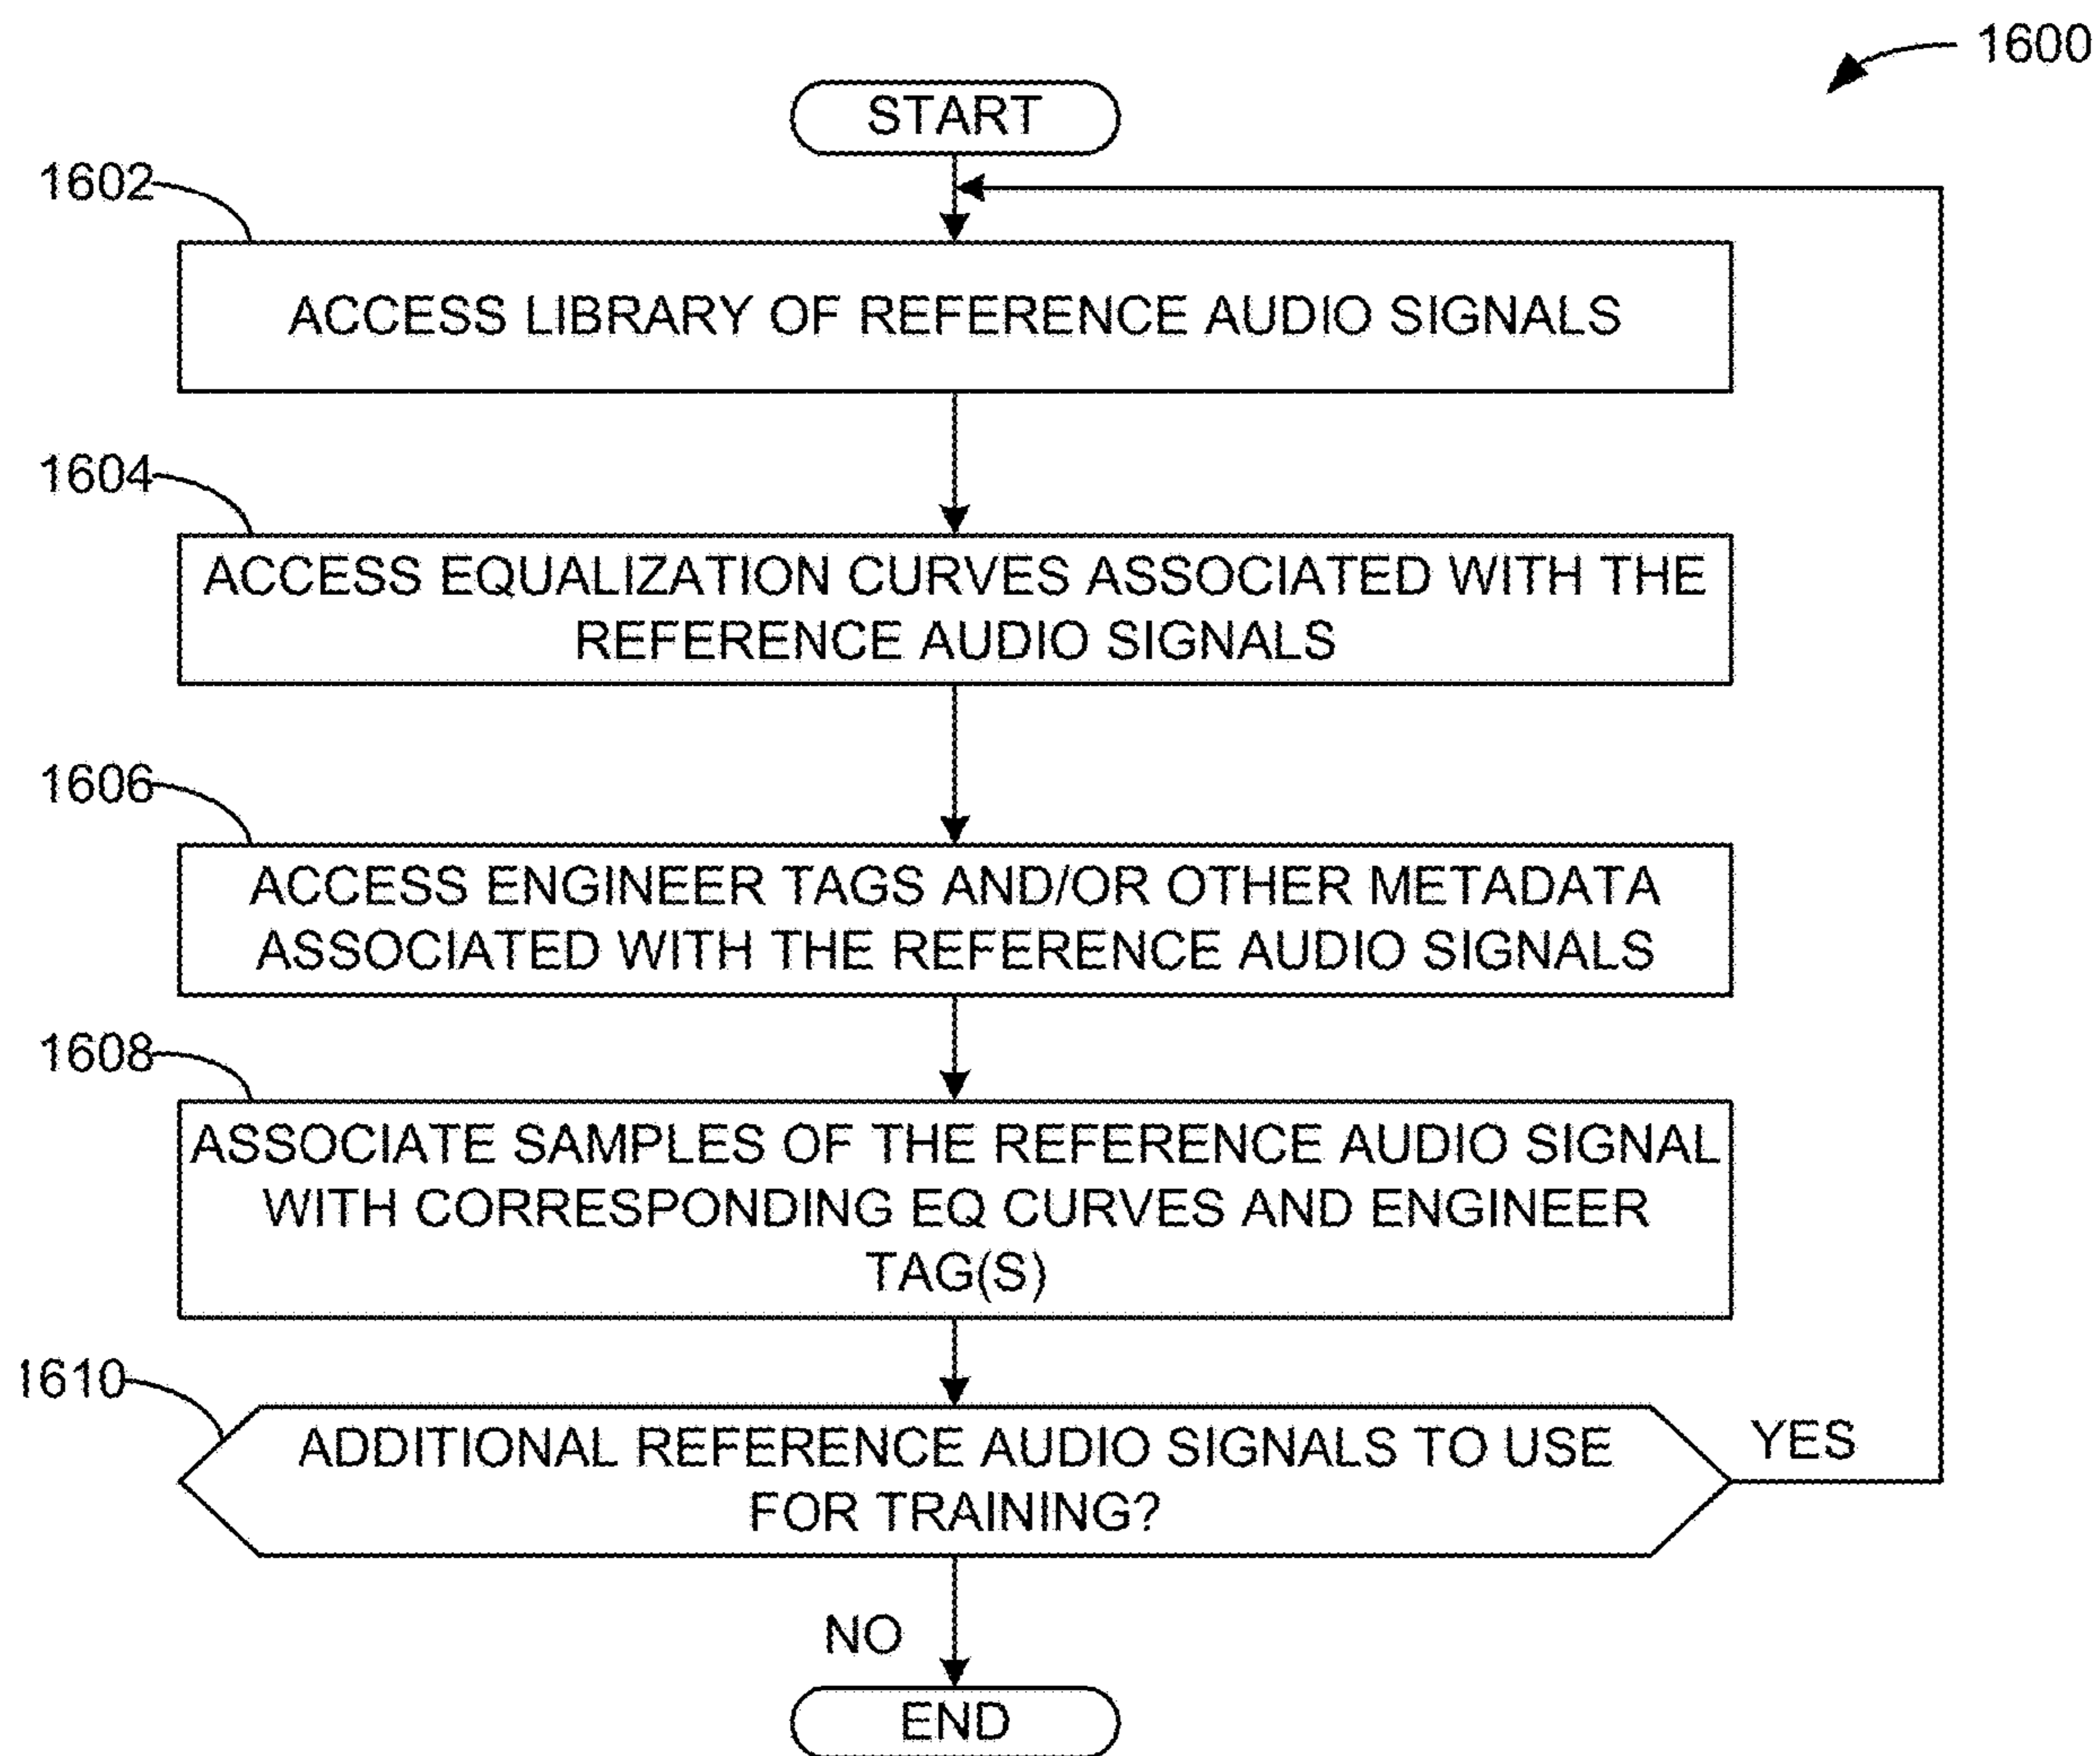 1600
START
1602
ACCESS LIBRARY OF REFERENCE AUDIO SIGNALS
1604
ACCESS EQUALIZATION CURVES ASSOCIATED WITH THE
REFERENCE AUDIO SIGNALS
1606
ACCESS ENGINEER TAGS AND/OR OTHER METADATA
ASSOCIATED WITH THE REFERENCE AUDIO SIGNALS
1608
ASSOCIATE SAMPLES OF THE REFERENCE AUDIO SIGNAL
WITH CORRESPONDING EQ CURVES AND ENGINEER
TAG(S)
1610
ADDITIONAL REFERENCE AUDIO SIGNALS TO USE
FOR TRAINING?
YES
NO
END